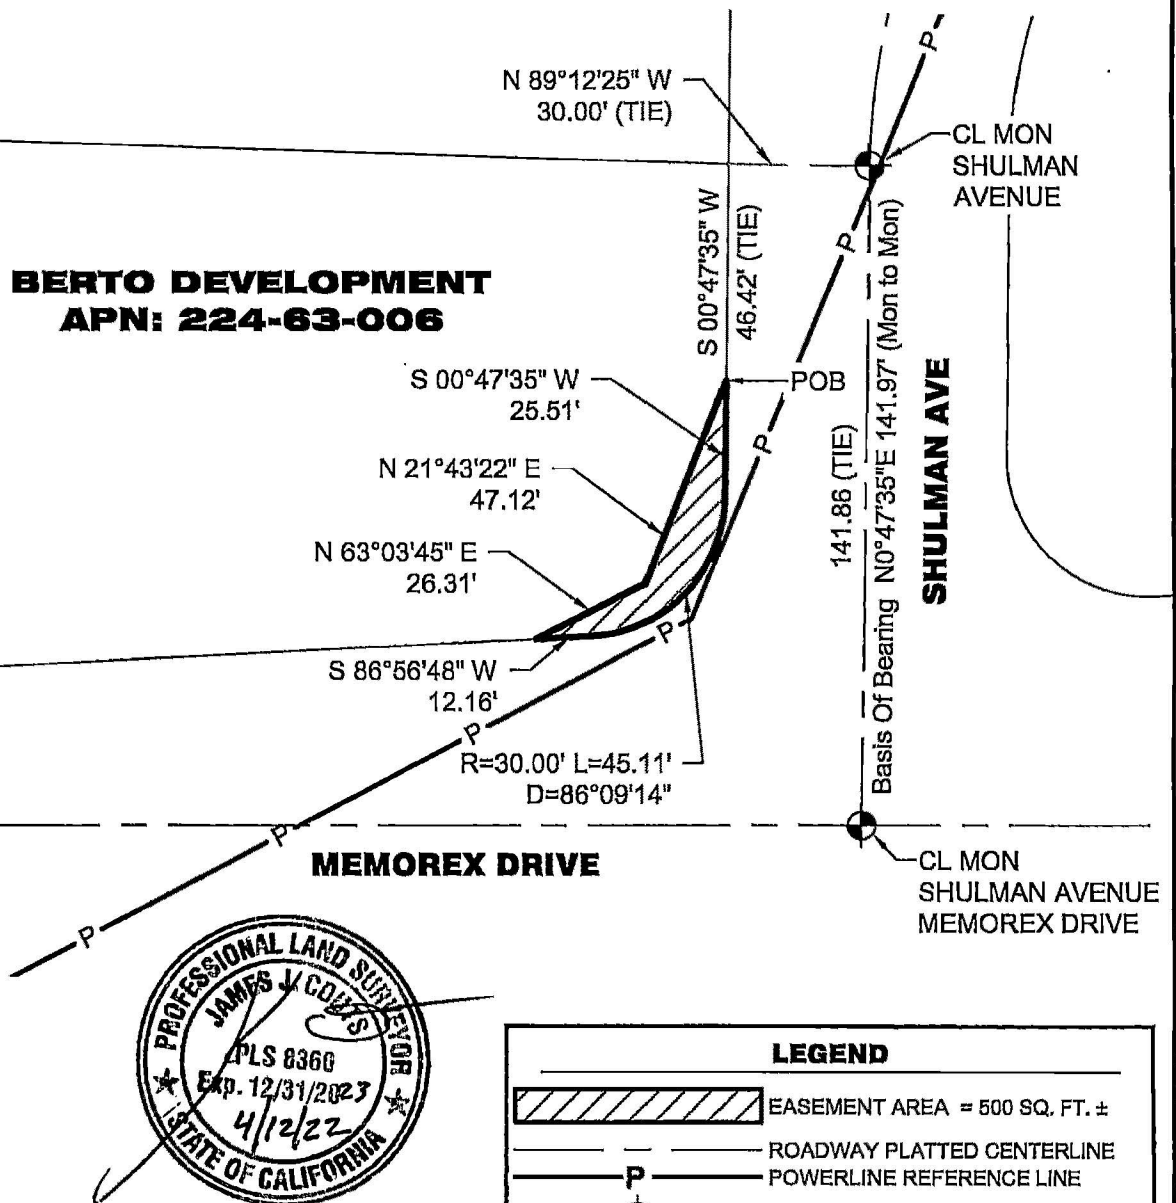 N 89°12'25" W
30.00' (TIE)
CL MON
SHULMAN
AVENUE
S 00°47'35" W
46.42' (TIE)
BERTO DEVELOPMENT
APN: 224-63-006
S 00°47'35" W
25.51'
POB
N 21°43'22" E
47.12'
N 63°03'45" E
26.31'
S 86°56'48" W
12.16'
R=30.00' L=45.11'
D=86°09'14"
141.86 (TIE)
Basis Of Bearing N0°47'35"E 141.97' (Mon to Mon)
SHULMAN AVE
P
P
P
P
P
P
P
MEMOREX DRIVE
CL MON
SHULMAN AVENUE
MEMOREX DRIVE
PROFESSIONAL LAND SURVEYOR
JAMES J.
PLS 8360
Exp. 12/31/2023
4/12/22
STATE OF CALIFORNIA
LEGEND
EASEMENT AREA = 500 SQ. FT. ±
ROADWAY PLATTED CENTERLINE
P POWERLINE REFERENCE LINE